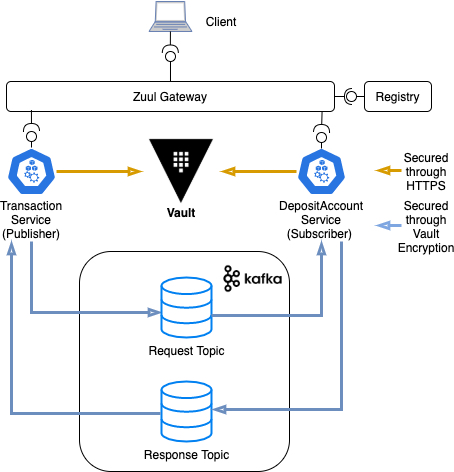 Client
Zuul Gateway
Registry
Transaction
Service
(Publisher)
Vault
DepositAccount
Service
(Subscriber)
Secured
through
HTTPS
Secured
through
Vault
Encryption
kafka
Request Topic
Response Topic